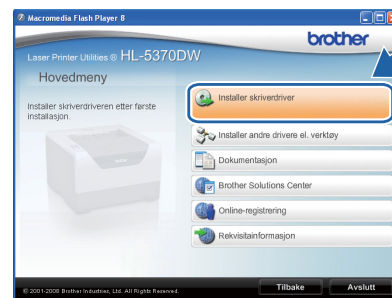 Macromedia Flash Player 8
brother
Laser Printer Utilities © HL-5370DW
Hovedmeny
Installer skriverdriveren etter første
installasjon.
Installer skriverdriver
Installer andre drivere el. verktøy
Dokumentasjon
Brother Solutions Center
Online-registrering
Rekvisitainformasjon
© 2001-2008 Brother Industries, Ltd. All Rights Reserved.
Tilbake
Avslutt